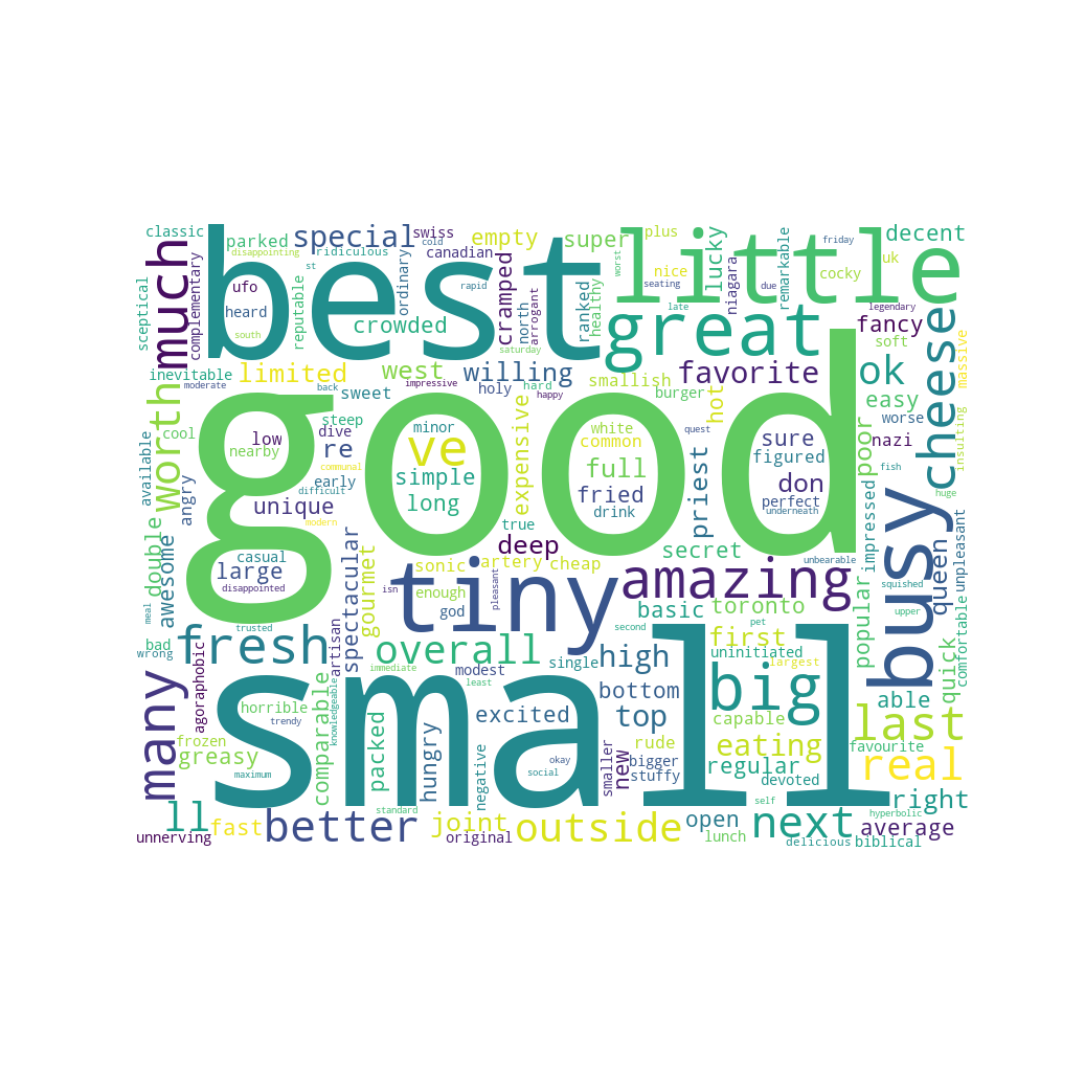 classic
parked
special
swiss
empty
super
plus
friday
uk
decent
sceptical
much
complementary
disappointing
ridiculous
cold
canadian
best
little
nice
lucky
niagara
remarkable
cocky
ufo
heard
st
reputable
ordinary
rapid
cramped
north
arrogant
ranked
healthy
worst
seating
due
legendary
south
crowded
saturday
late
great
fancy
soft
massive
cheese
inevitable
moderate
limited
back
west
impressive
willing
happy
holy
hard
smallish
burger
favorite
hot
ok
easy
worse
poor
worth
cool
available
sweet
steep
dive
minor
white
quest
sure
nazi
insulting
low
nearby
good
re
ve
common
figured
fish
communal
early
simple
expensive
full
don
impressed
huge
angry
double
difficult
long
fried
drink
priest
perfect
unique
modern
true
underneath
awesome
casual
spectacular
deep
secret
busy
queen
unpleasant
large
disappointed
gourmet
sonic
artery
cheap
amazing
unbearable
squished
meal
tiny
enough
isn
pleasant
god
basic
toronto
popular
upper
comfortable
trusted
second
pet
bad
wrong
fresh
artisan
overall
first
uninitiated
quick
many
agoraphobic
immediate
modest
single
high
largest
least
big
able
horrible
comparable
knowledgeable
bottom
trendy
small
excited
top
capable
last
frozen
greasy
packed
hungry
negative
okay
smaller
new
rude
bigger
stuffy
eating
regular
favourite
real
maximum
social
devoted
ll
standard
self
right
hyperbolic
fast
better
joint
outside
open
next
average
unnerving
original
lunch
delicious
biblical